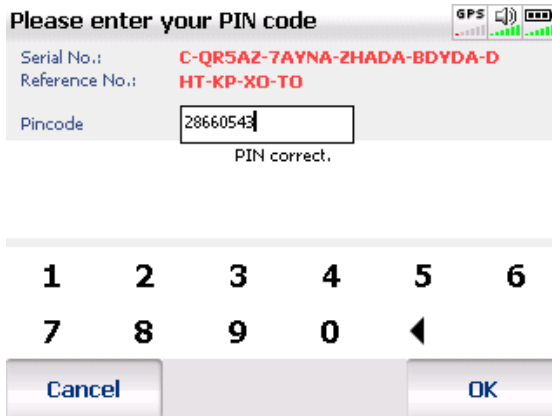 Please enter your PIN code
GPS
Serial No.: C-QR5AZ-7AYNA-ZHADA-BDYDA-D
Reference No.: HT-KP-XO-TO
Pincode 28660543
PIN correct.
1 2 3 4 5 6
7 8 9 0
Cancel OK